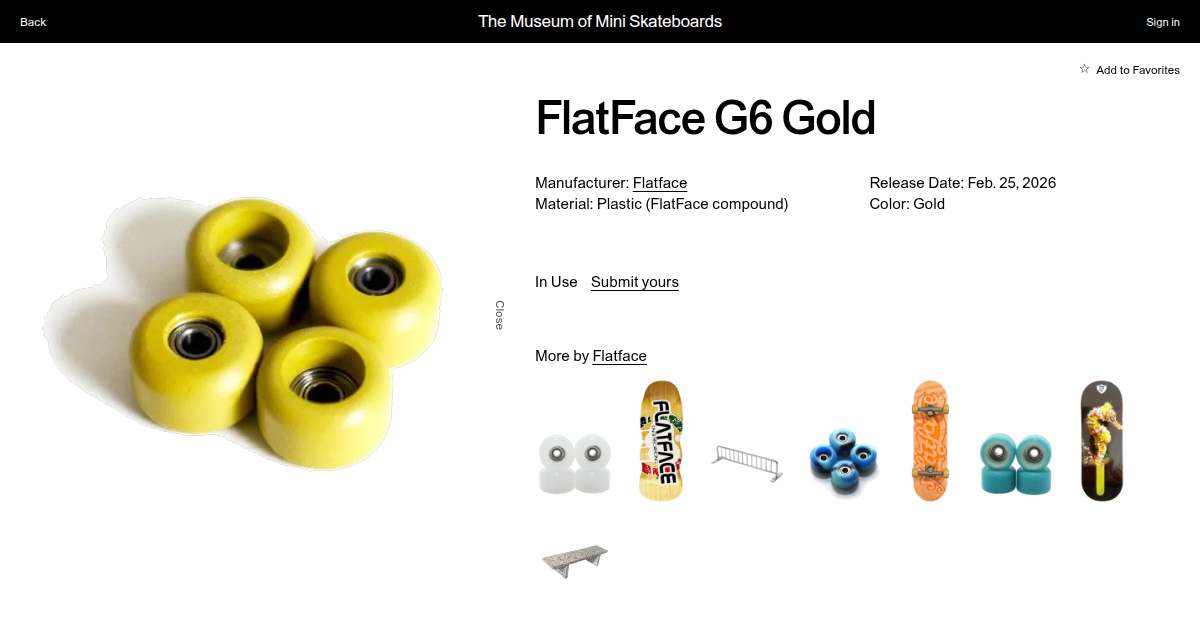 Back
The Museum of Mini Skateboards
Sign in
☆ Add to Favorites
FlatFace G6 Gold
Manufacturer: Flatface
Release Date: Feb. 25, 2026
Material: Plastic (FlatFace compound)
Color: Gold
In Use Submit yours
Close
More by Flatface
FLATFACE